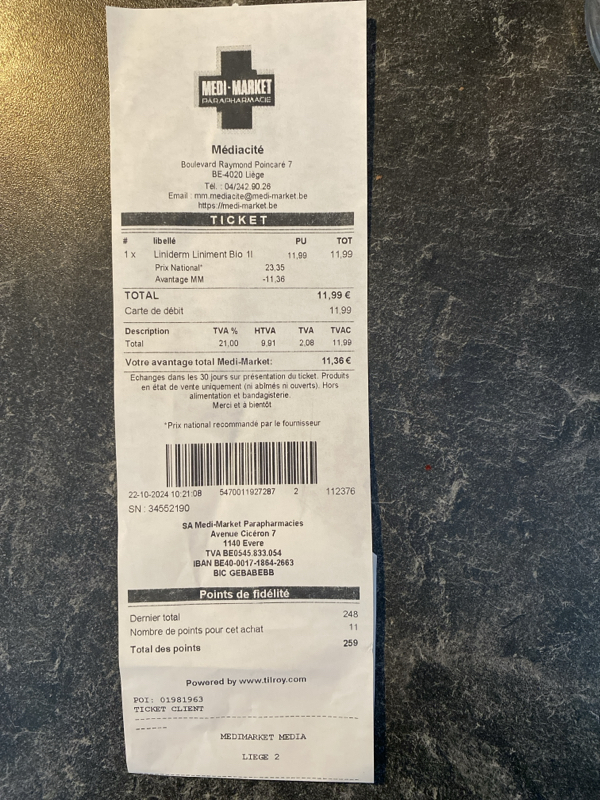 MEDI-MARKET
PARAPHARMACIE
Médiacité
Boulevard Raymond Poincaré 7
BE-4020 Liège
Tél. : 04/242.90.26
Email : mm.mediacite@medi-market.be
https://medi-market.be
TICKET
# libellé PU TOT
1 x Liniderm Liniment Bio 1l 11,99 11,99
Prix National* 23,35
Avantage MM -11,36
TOTAL 11,99 €
Carte de débit 11,99
Description TVA % HTVA TVA TVAC
Total 21,00 9,91 2,08 11,99
Votre avantage total Medi-Market: 11,36 €
Echanges dans les 30 jours sur présentation du ticket. Produits
en état de vente uniquement (ni abîmés ni ouverts). Hors
alimentation et bandagisterie.
Merci et à bientôt
*Prix national recommandé par le fournisseur
22-10-2024 10:21:08 5470011927287 2 112376
SN : 34552190
SA Medi-Market Parapharmacies
Avenue Cicéron 7
1140 Evere
TVA BE0545.833.054
IBAN BE40-0017-1864-2663
BIC GEBABEBB
Points de fidélité
Dernier total 248
Nombre de points pour cet achat 11
Total des points 259
Powered by www.tilroy.com
POI: 01981963
TICKET CLIENT
MEDIMARKET MEDIA
LIEGE 2